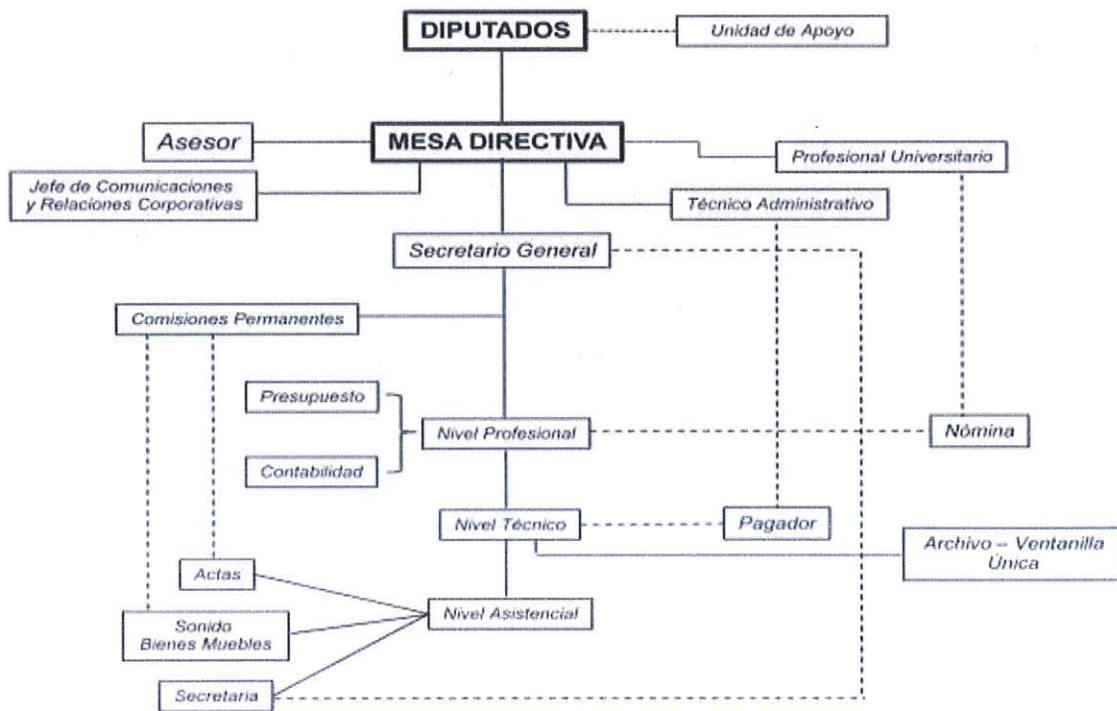 DIPUTADOS
Unidad de Apoyo
Asesor
MESA DIRECTIVA
Profesional Universitario
Jefe de Comunicaciones
y Relaciones Corporativas
Técnico Administrativo
Secretario General
Comisiones Permanentes
Presupuesto
Nivel Profesional
Nómina
Contabilidad
Nivel Técnico
Pagador
Archivo – Ventanilla
Única
Actas
Nivel Asistencial
Sonido
Bienes Muebles
Secretaria